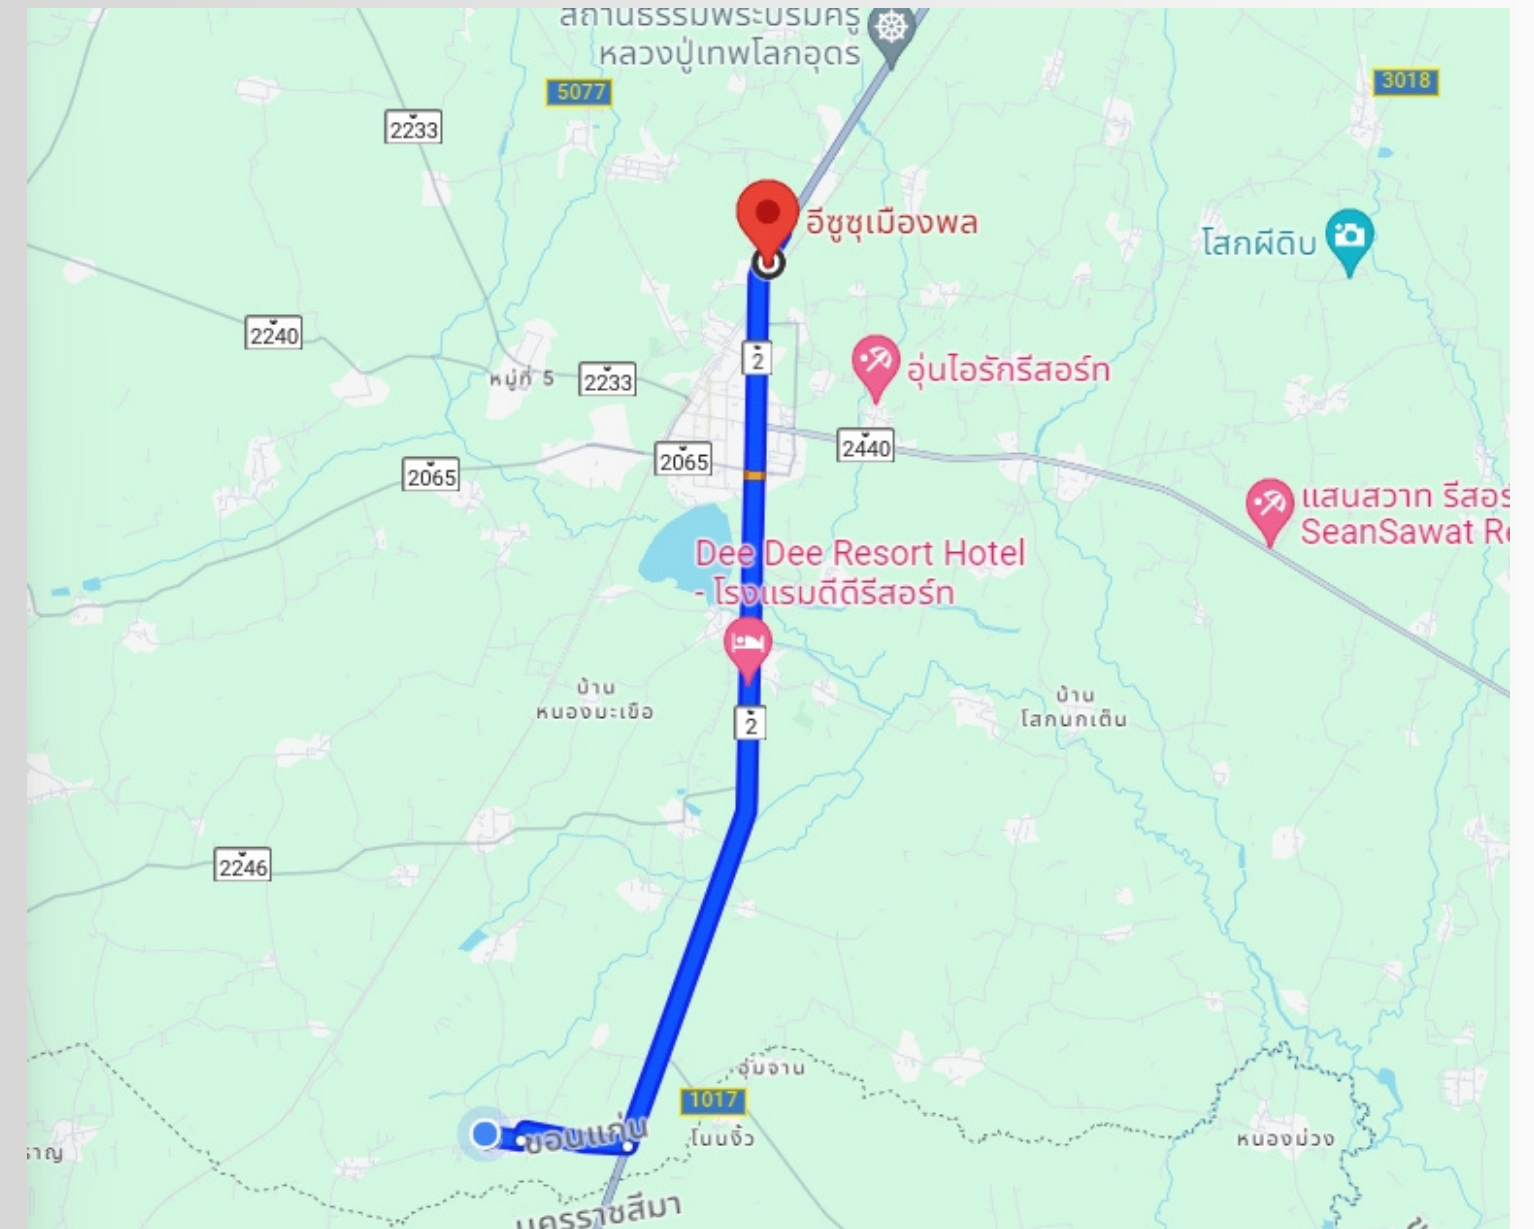 สถานธรรมพระบรมครู
หลวงปู่เทพโลกอุดร
5077
3018
2233
อีซูซุเมืองพล
โสกผีดิบ
2240
2
หมู่ที่ 5
2233
อุ่นไอรักรีสอร์ท
2065
2065
2440
แสนสวาท รีสอร์
SeanSawat Re
Dee Dee Resort Hotel
- โรงแรมดีดีรีสอร์ท
บ้าน
หนองมะเขือ
บ้าน
โสกนกเต็น
2
2246
อุ่มจาน
1017
ขอนแก่น
โนนงิ้ว
หนองม่วง
ราญ
นครราชสีมา